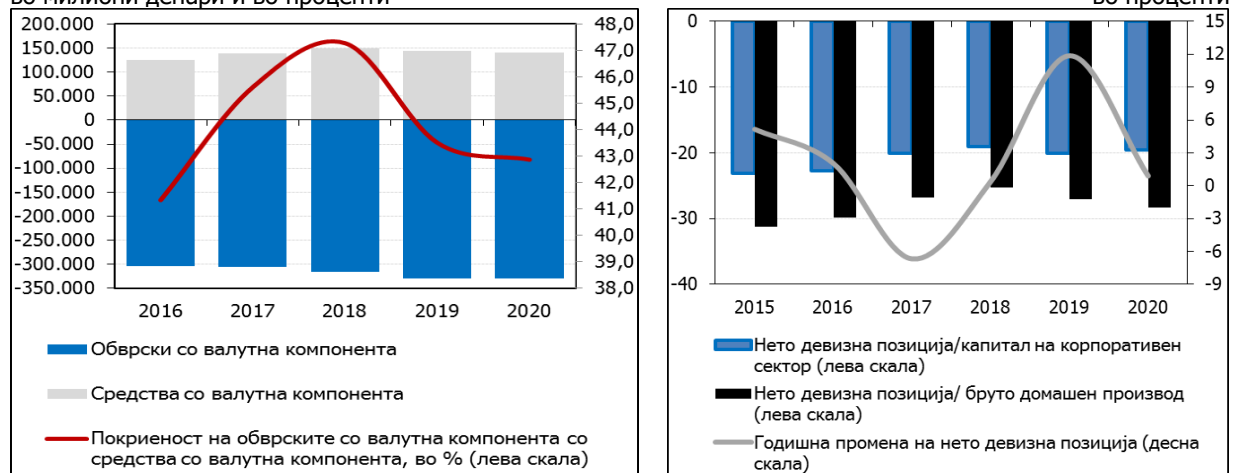 во милиони денари и во проценти
во проценти
200.000
150.000
100.000
50.000
0
-50.000
-100.000
-150.000
-200.000
-250.000
-300.000
-350.000
48,0
47,0
46,0
45,0
44,0
43,0
42,0
41,0
40,0
39,0
38,0
2016 2017 2018 2019 2020
Обврски со валутна компонента
Средства со валутна компонента
Покриеност на обврските со валутна компонента со
средства со валутна компонента, во % (лева скала)
0
-10
-20
-30
-40
15
12
9
6
3
0
-3
-6
-9
2015 2016 2017 2018 2019 2020
Нето девизна позиција/капитал на корпоративен
сектор (лева скала)
Нето девизна позиција/ бруто домашен производ
(лева скала)
Годишна промена на нето девизна позиција (десна
скала)